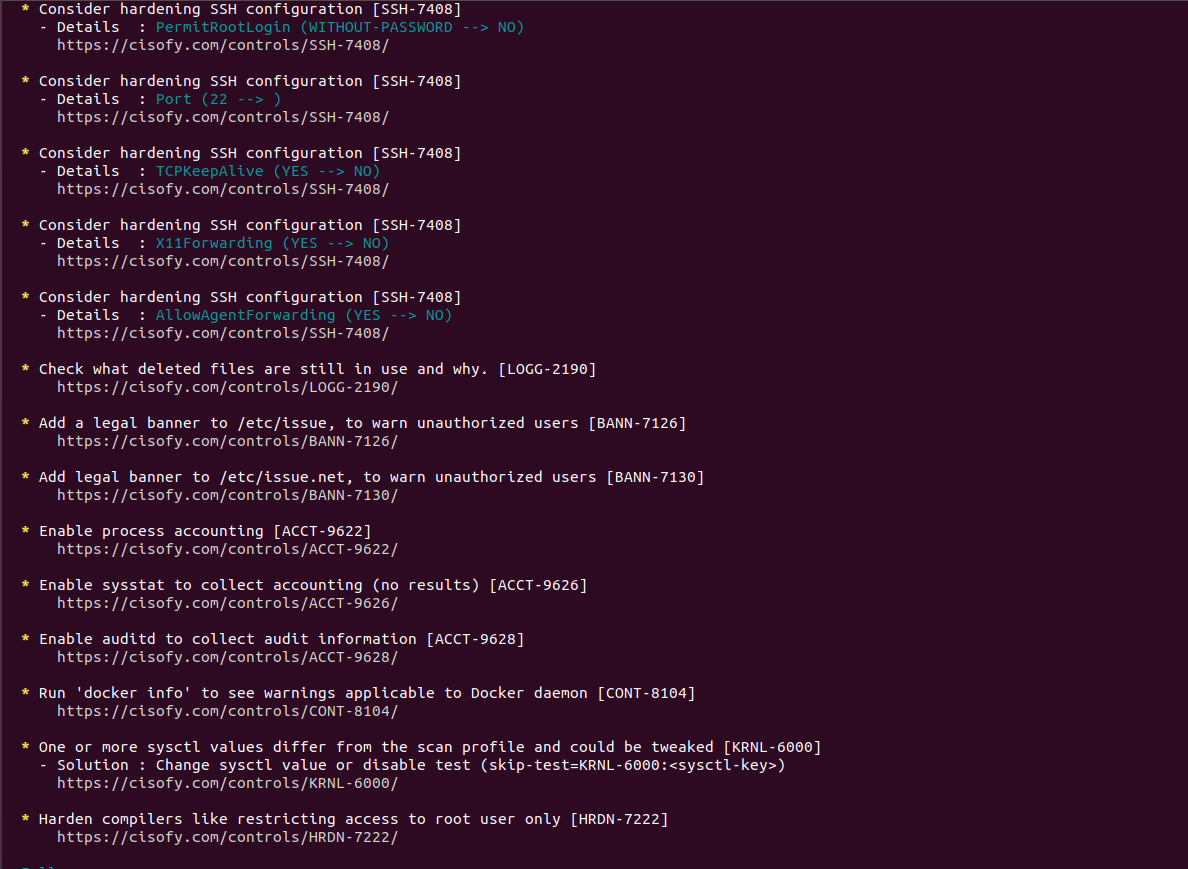 * Consider hardening SSH configuration [SSH-7408]
- Details : PermitRootLogin (WITHOUT-PASSWORD --> NO)
https://cisofy.com/controls/SSH-7408/
* Consider hardening SSH configuration [SSH-7408]
- Details : Port (22 --> )
https://cisofy.com/controls/SSH-7408/
* Consider hardening SSH configuration [SSH-7408]
- Details : TCPKeepAlive (YES --> NO)
https://cisofy.com/controls/SSH-7408/
* Consider hardening SSH configuration [SSH-7408]
- Details : X11Forwarding (YES --> NO)
https://cisofy.com/controls/SSH-7408/
* Consider hardening SSH configuration [SSH-7408]
- Details : AllowAgentForwarding (YES --> NO)
https://cisofy.com/controls/SSH-7408/
* Check what deleted files are still in use and why. [LOGG-2190]
https://cisofy.com/controls/LOGG-2190/
* Add a legal banner to /etc/issue, to warn unauthorized users [BANN-7126]
https://cisofy.com/controls/BANN-7126/
* Add legal banner to /etc/issue.net, to warn unauthorized users [BANN-7130]
https://cisofy.com/controls/BANN-7130/
* Enable process accounting [ACCT-9622]
https://cisofy.com/controls/ACCT-9622/
* Enable sysstat to collect accounting (no results) [ACCT-9626]
https://cisofy.com/controls/ACCT-9626/
* Enable auditd to collect audit information [ACCT-9628]
https://cisofy.com/controls/ACCT-9628/
* Run 'docker info' to see warnings applicable to Docker daemon [CONT-8104]
https://cisofy.com/controls/CONT-8104/
* One or more sysctl values differ from the scan profile and could be tweaked [KRNL-6000]
- Solution : Change sysctl value or disable test (skip-test=KRNL-6000:<sysctl-key>)
https://cisofy.com/controls/KRNL-6000/
* Harden compilers like restricting access to root user only [HRDN-7222]
https://cisofy.com/controls/HRDN-7222/